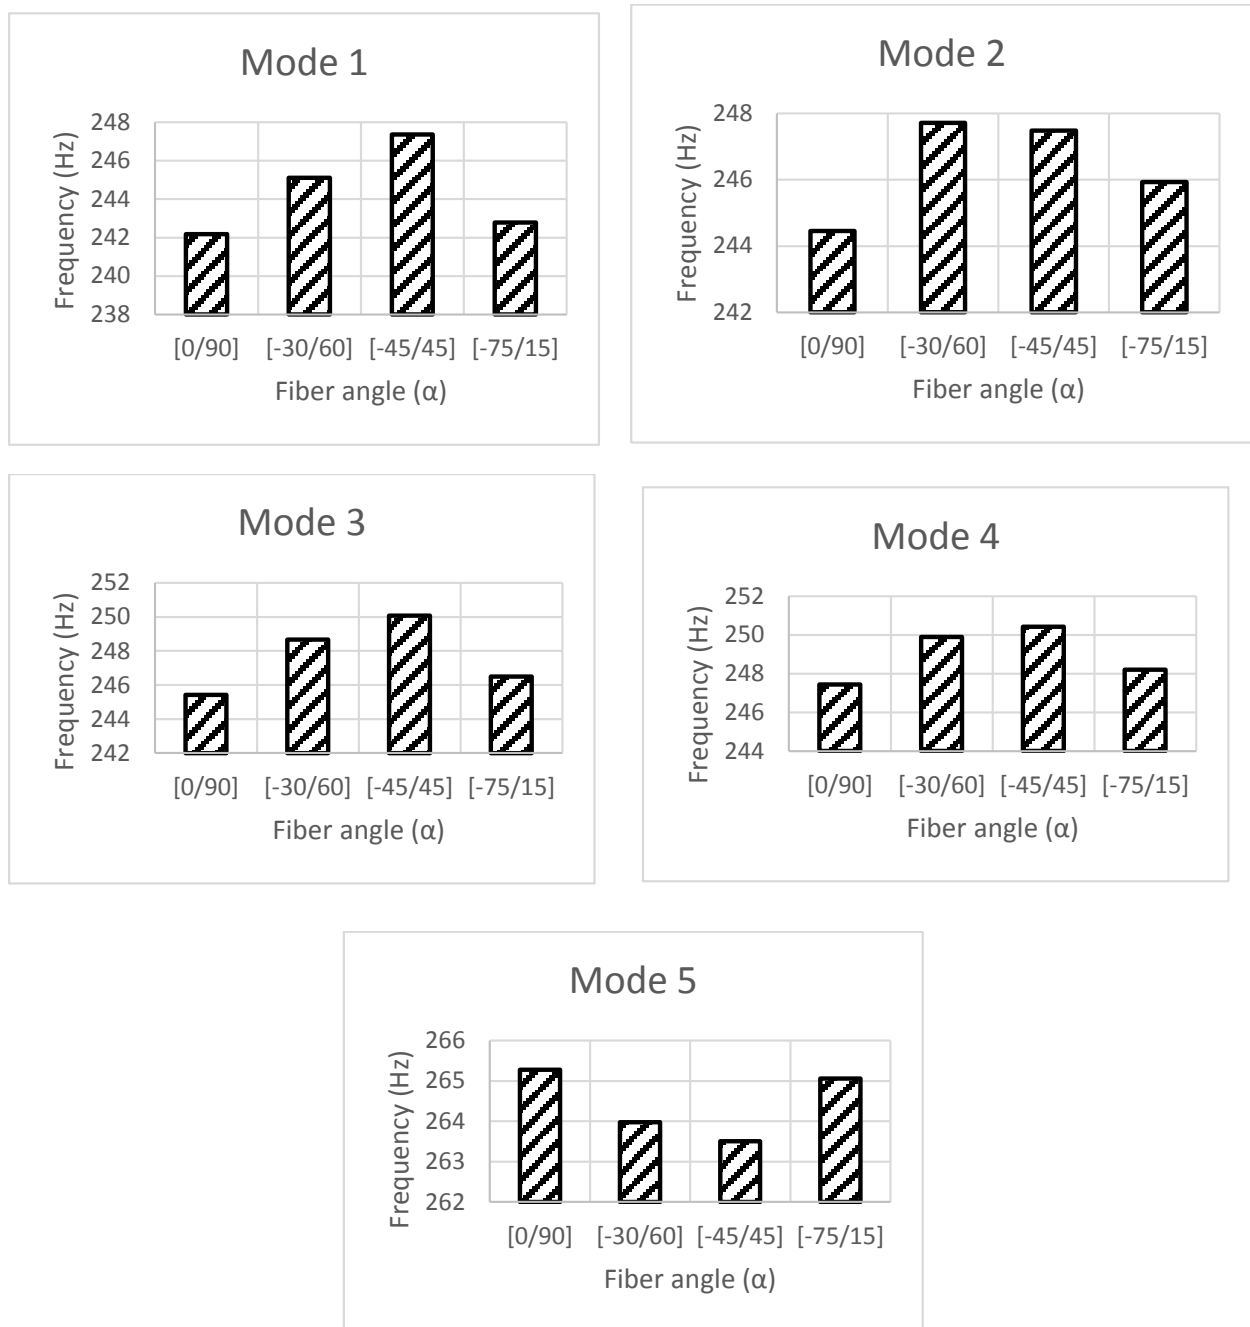 Mode 1
Frequency (Hz)
248
246
244
242
240
238
[0/90] [-30/60] [-45/45] [-75/15]
Fiber angle (α)
Mode 2
Frequency (Hz)
248
246
244
242
[0/90] [-30/60] [-45/45] [-75/15]
Fiber angle (α)
Mode 3
Frequency (Hz)
252
250
248
246
244
242
[0/90] [-30/60] [-45/45] [-75/15]
Fiber angle (α)
Mode 4
Frequency (Hz)
252
250
248
246
244
[0/90] [-30/60] [-45/45] [-75/15]
Fiber angle (α)
Mode 5
Frequency (Hz)
266
265
264
263
262
[0/90] [-30/60] [-45/45] [-75/15]
Fiber angle (α)